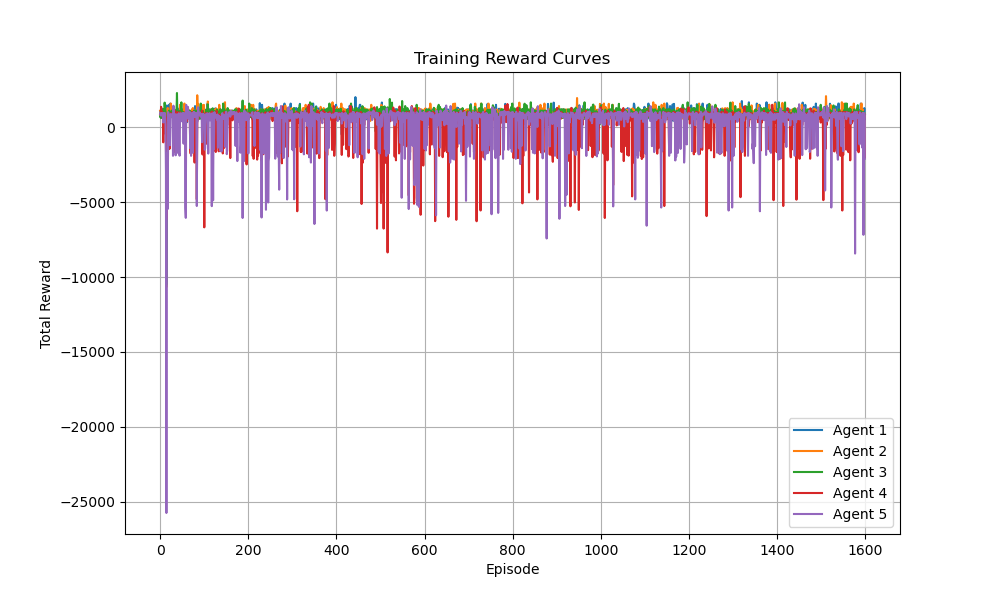 Training Reward Curves
Total Reward
0
−5000
−10000
−15000
−20000
−25000
0 200 400 600 800 1000 1200 1400 1600
Episode
Agent 1
Agent 2
Agent 3
Agent 4
Agent 5